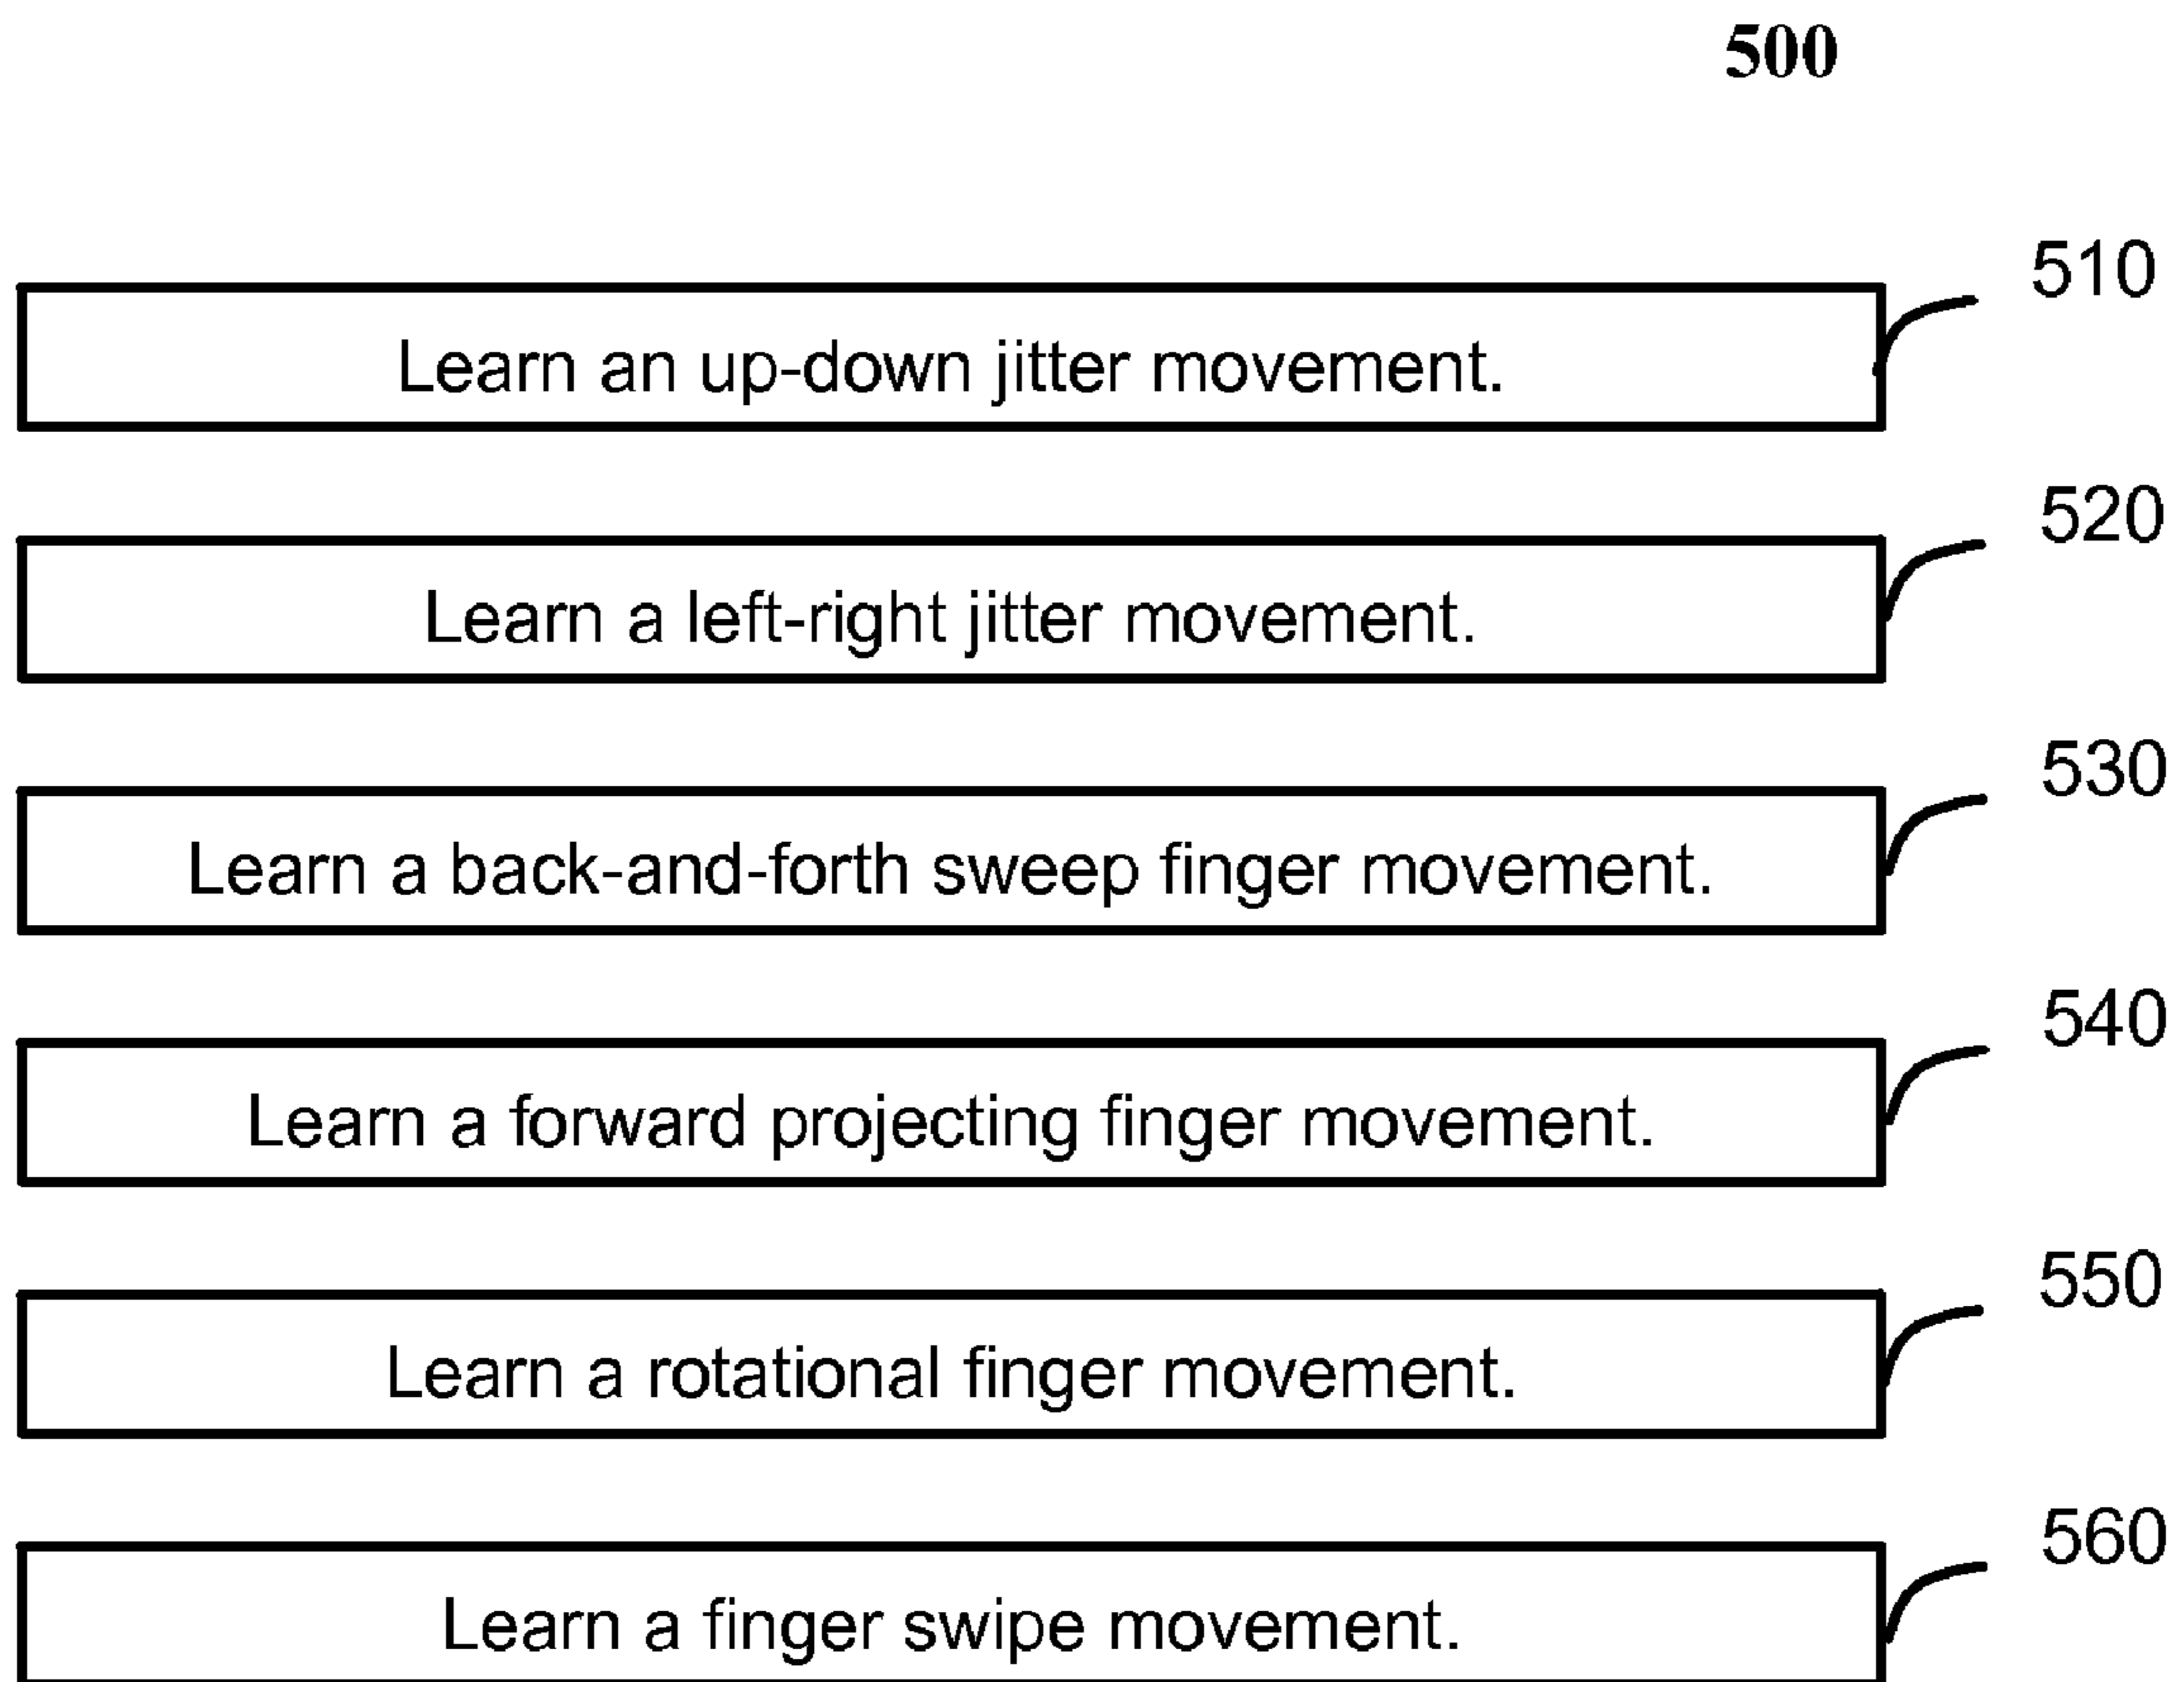 500
510
Learn an up-down jitter movement.
520
Learn a left-right jitter movement.
530
Learn a back-and-forth sweep finger movement.
540
Learn a forward projecting finger movement.
550
Learn a rotational finger movement.
560
Learn a finger swipe movement.